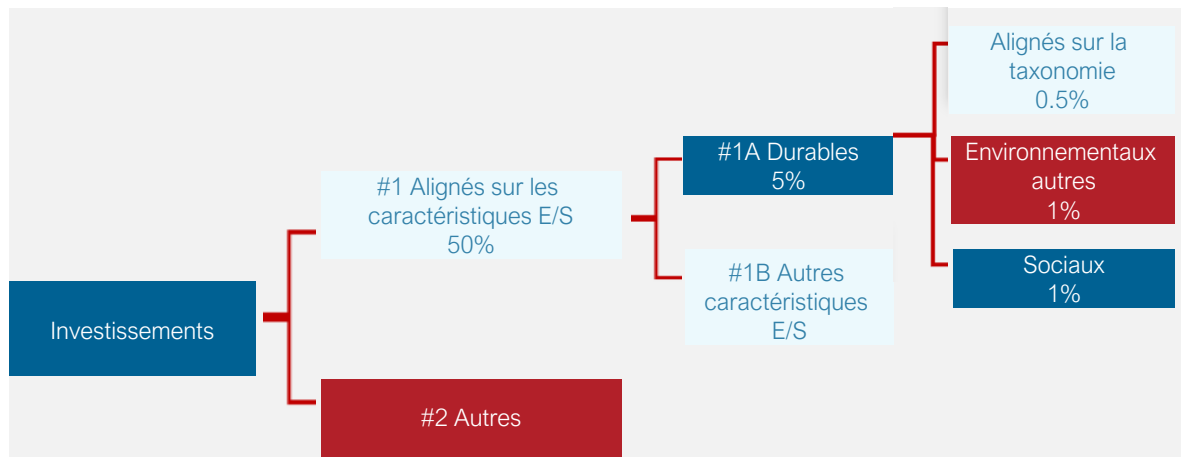 Investissements
#1 Alignés sur les
caractéristiques E/S
50%
#2 Autres
#1A Durables
5%
#1B Autres
caractéristiques
E/S
Alignés sur la
taxonomie
0.5%
Environnementaux
autres
1%
Sociaux
1%